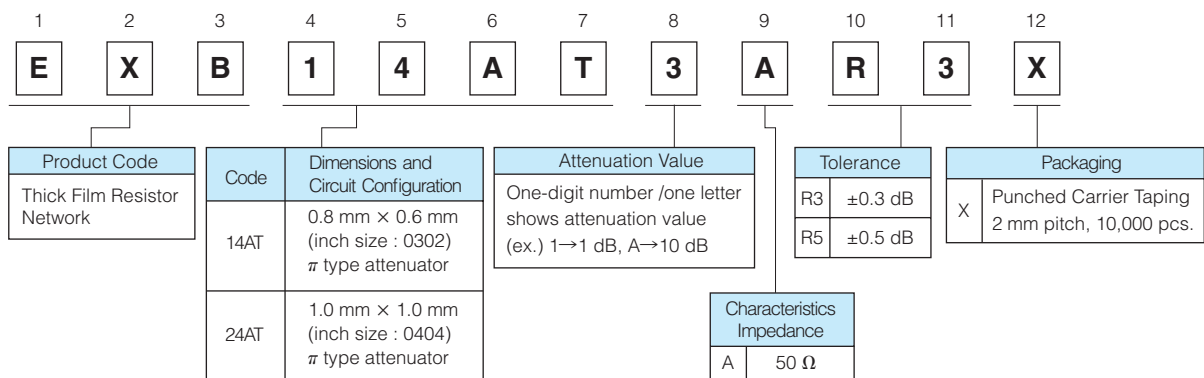 1 2 3 4 5 6 7 8 9 10 11 12
E X B 1 4 A T 3 A R 3 X
Product Code
Thick Film Resistor
Network
Code
Dimensions and
Circuit Configuration
14AT
0.8 mm × 0.6 mm
(inch size : 0302)
π type attenuator
24AT
1.0 mm × 1.0 mm
(inch size : 0404)
π type attenuator
Attenuation Value
One-digit number /one letter
shows attenuation value
(ex.) 1→1 dB, A→10 dB
Characteristics
Impedance
A 50 Ω
Tolerance
R3 ±0.3 dB
R5 ±0.5 dB
Packaging
X
Punched Carrier Taping
2 mm pitch, 10,000 pcs.